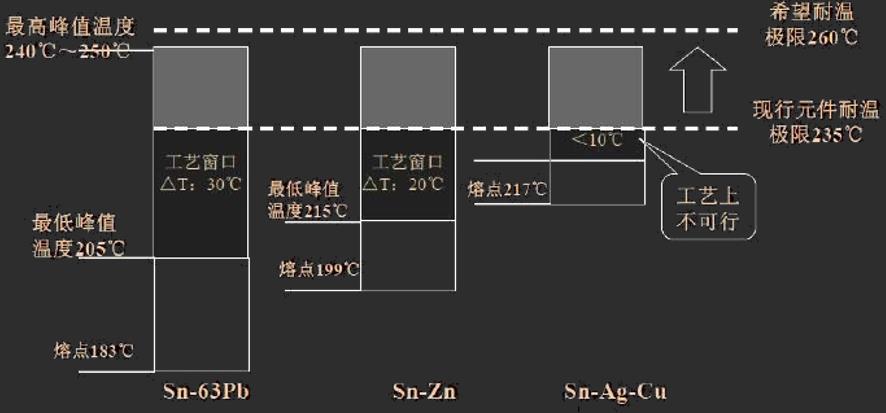 最高峰值温度
240℃～250℃
希望耐温
极限260℃
现行元件耐温
极限235℃
工艺窗口
△T：30℃
工艺窗口
△T：20℃
＜10℃
工艺上
不可行
最低峰值
温度205℃
最低峰值
温度215℃
熔点217℃
熔点199℃
熔点183℃
Sn-63Pb
Sn-Zn
Sn-Ag-Cu